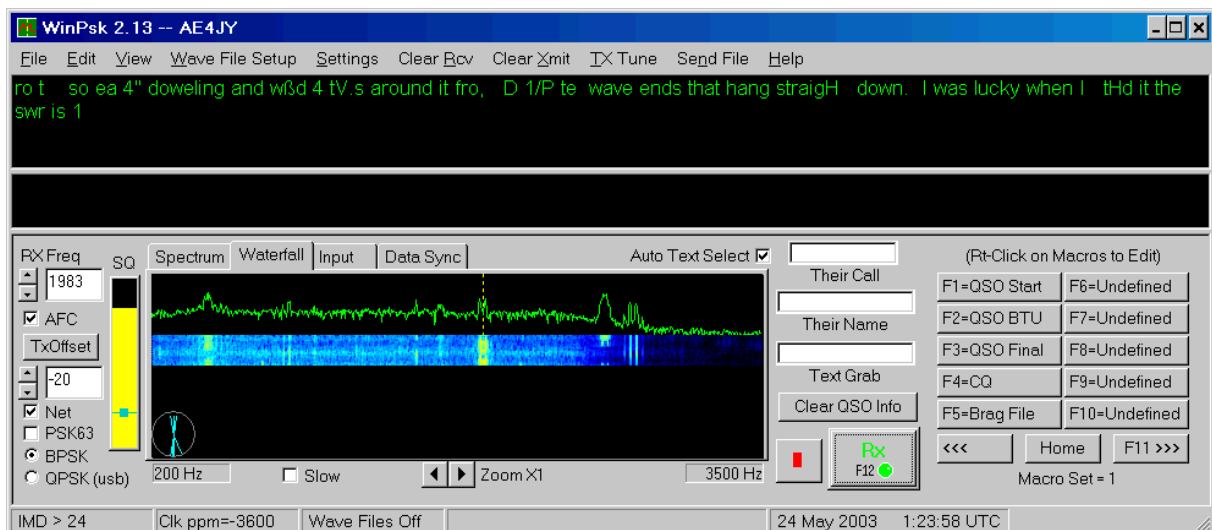 WinPsk 2.13 -- AE4JY
File Edit View Wave File Setup Settings Clear Rcv Clear Xmit TX Tune Send File Help
ro t so ea 4" doweling and wßd 4 tV.s around it fro, D 1/P te wave ends that hang straigH down. I was lucky when I tHd it the
swr is 1
RX Freq
1983
AFC
TxOffset
-20
Net
PSK63
BPSK
QPSK (usb)
SQ
Spectrum Waterfall Input Data Sync Auto Text Select
200 Hz Slow Zoom X1 3500 Hz
Their Call
Their Name
Text Grab
Clear QSO Info
Rx
F12
(Rt-Click on Macros to Edit)
F1=QSO Start F6=Undefined
F2=QSO BTU F7=Undefined
F3=QSO Final F8=Undefined
F4=CQ F9=Undefined
F5=Brag File F10=Undefined
<<< Home F11 >>>
Macro Set = 1
IMD > 24 Clk ppm=-3600 Wave Files Off 24 May 2003 1:23:58 UTC